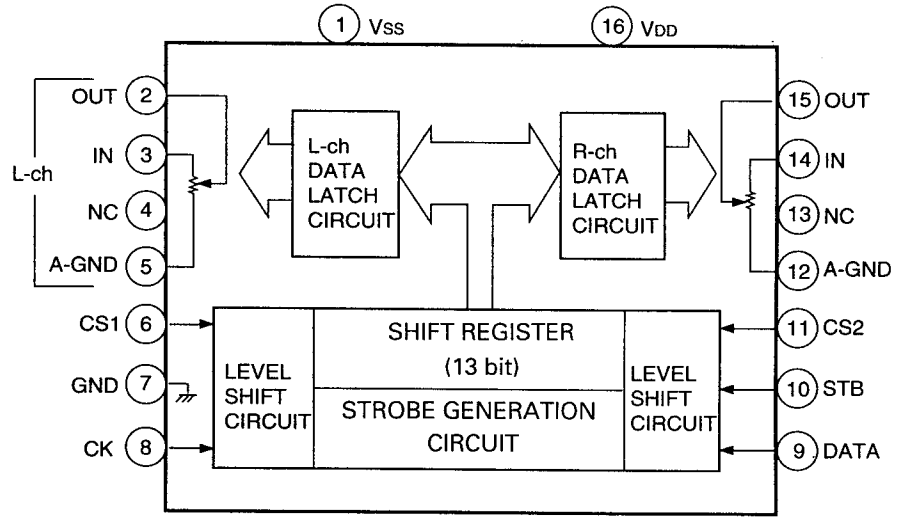 1 VSS
16 VDD
OUT 2
IN 3
L-ch
NC 4
A-GND 5
CS1 6
GND 7
CK 8
L-ch
DATA
LATCH
CIRCUIT
R-ch
DATA
LATCH
CIRCUIT
15 OUT
14 IN
13 NC
12 A-GND
11 CS2
10 STB
9 DATA
LEVEL
SHIFT
CIRCUIT
SHIFT REGISTER
(13 bit)
STROBE GENERATION
CIRCUIT
LEVEL
SHIFT
CIRCUIT